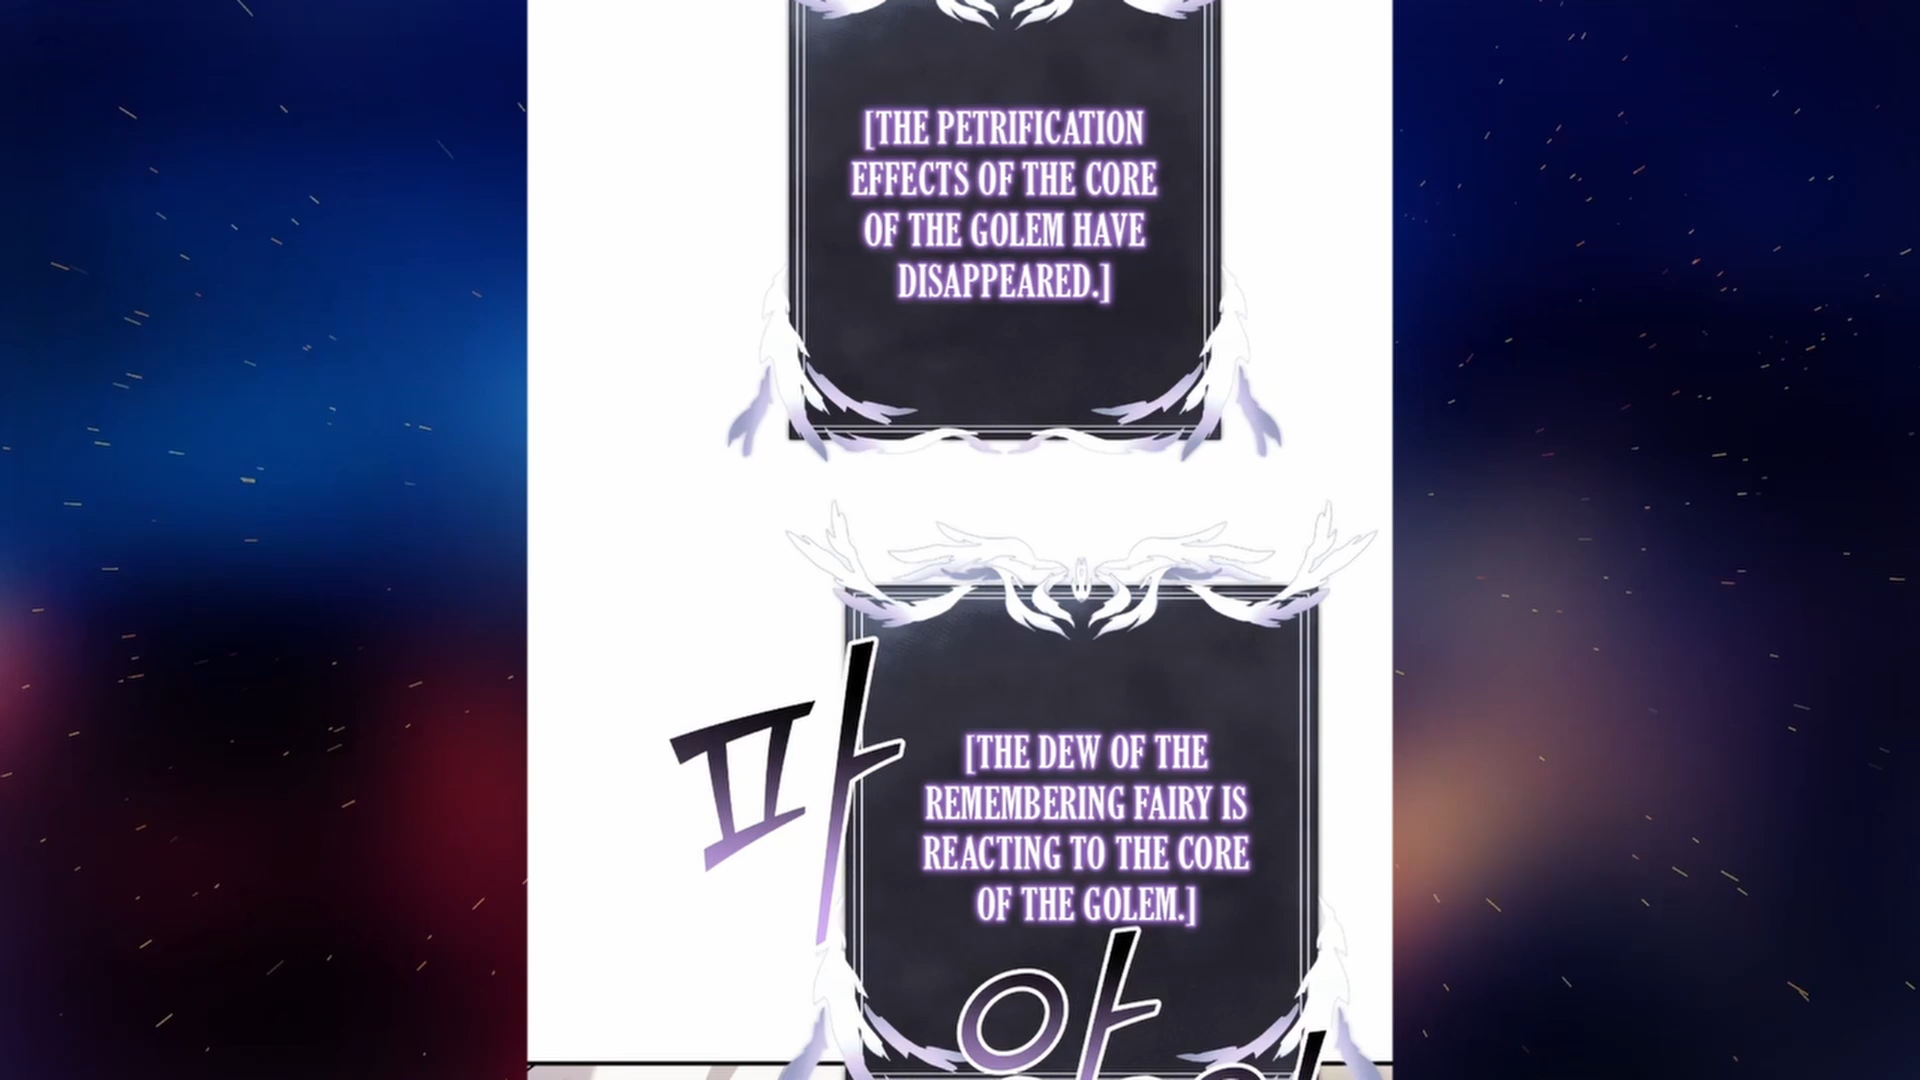 [THE PETRIFICATION
EFFECTS OF THE CORE
OF THE GOLEM HAVE
DISAPPEARED.]
[THE DEW OF THE
REMEMBERING FAIRY IS
REACTING TO THE CORE
OF THE GOLEM.]
파
아